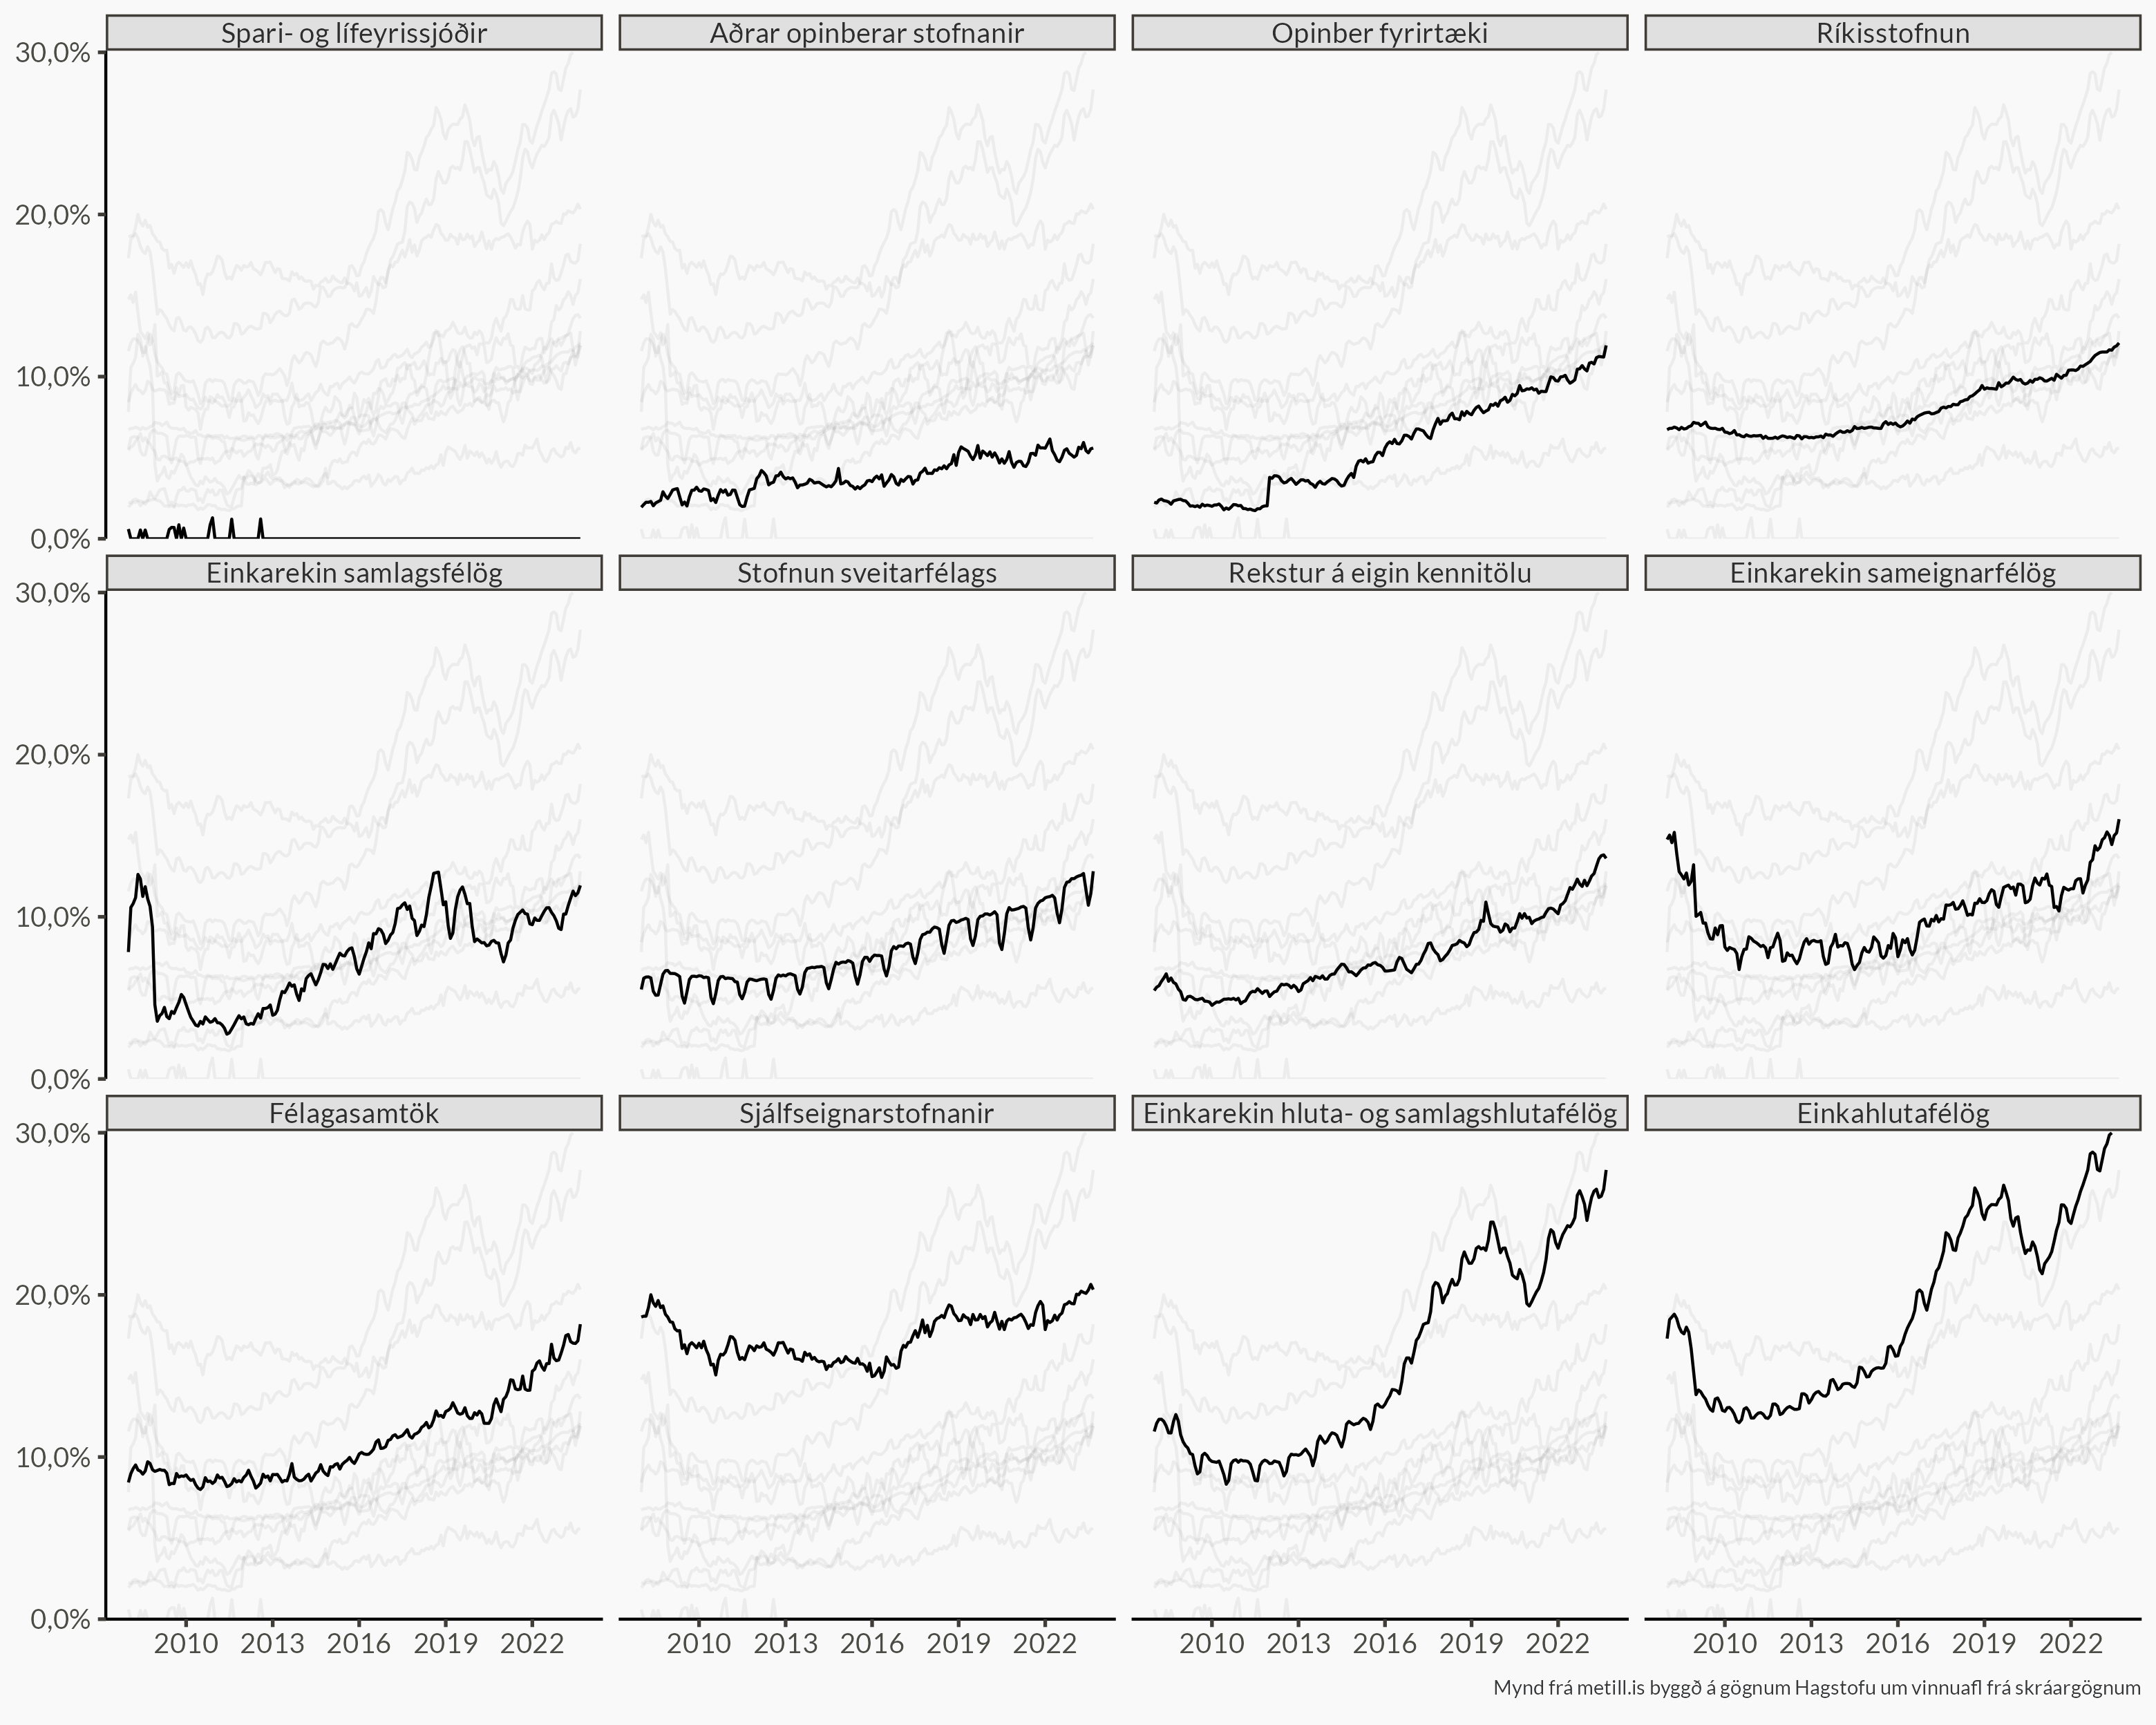 Spari- og lífeyrissjóðir
Aðrar opinberar stofnanir
Opinber fyrirtæki
Ríkisstofnun
30,0%
20,0%
10,0%
0,0%
Einkarekin samlagsfélög
Stofnun sveitarfélags
Rekstur á eigin kennitölu
Einkarekin sameignarfélög
30,0%
20,0%
10,0%
0,0%
Félagasamtök
Sjálfseignarstofnanir
Einkarekin hluta- og samlagshlutafélög
Einkahlutafélög
30,0%
20,0%
10,0%
0,0%
2010 2013 2016 2019 2022
2010 2013 2016 2019 2022
2010 2013 2016 2019 2022
2010 2013 2016 2019 2022
Mynd frá metill.is byggð á gögnum Hagstofu um vinnuafl frá skráargögnum